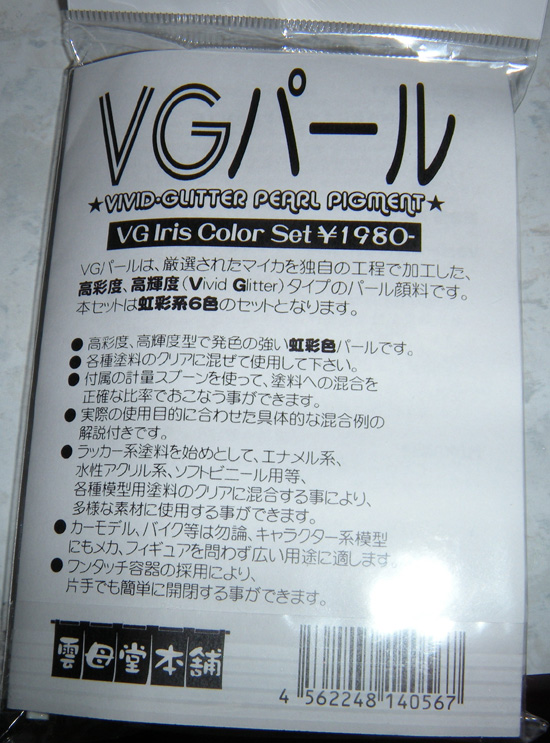 VGパール
★VIVID-GLITTER PEARL PIGMENT★
VG Iris Color Set ¥1980-
VGパールは、厳選されたマイカを独自の工程で加工した、
高彩度、高輝度(Vivid Glitter)タイプのパール顔料です。
本セットは虹彩系6色のセットとなります。
●高彩度、高輝度型で発色の強い虹彩色パールです。
●各種塗料のクリアに混ぜて使用して下さい。
●付属の計量スプーンを使って、塗料への混合を
正確な比率でおこなう事ができます。
●実際の使用目的に合わせた具体的な混合例の
解説付きです。
●ラッカー系塗料を始めとして、エナメル系、
水性アクリル系、ソフトビニール用等、
各種模型用塗料のクリアに混合する事により、
多様な素材に使用する事ができます。
●カーモデル、バイク等は勿論、キャラクター系模型
にもメカ、フィギュアを問わず広い用途に適します。
●ワンタッチ容器の採用により、
片手でも簡単に開閉する事ができます。
雲母堂本舗
4 562248 140567